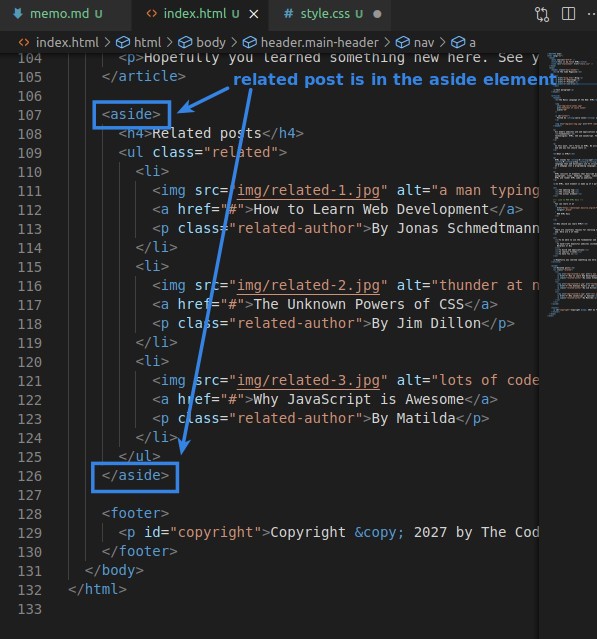 memo.md U index.html U style.css U
index.html > html > body > header.main-header > nav > a
104 <p>Hopefully you learned something new here. See y
105 </article>
related post is in the aside element
106
107 <aside>
108 <h4>Related posts</h4>
109 <ul class="related">
110 <li>
111 <img src="img/related-1.jpg" alt="a man typing
112 <a href="#">How to Learn Web Development</a>
113 <p class="related-author">By Jonas Schmedtmann
114 </li>
115 <li>
116 <img src="img/related-2.jpg" alt="thunder at n
117 <a href="#">The Unknown Powers of CSS</a>
118 <p class="related-author">By Jim Dillon</p>
119 </li>
120 <li>
121 <img src="img/related-3.jpg" alt="lots of code
122 <a href="#">Why JavaScript is Awesome</a>
123 <p class="related-author">By Matilda</p>
124 </li>
125 </ul>
126 </aside>
127
128 <footer>
129 <p id="copyright">Copyright &copy; 2027 by The Cod
130 </footer>
131 </body>
132 </html>
133